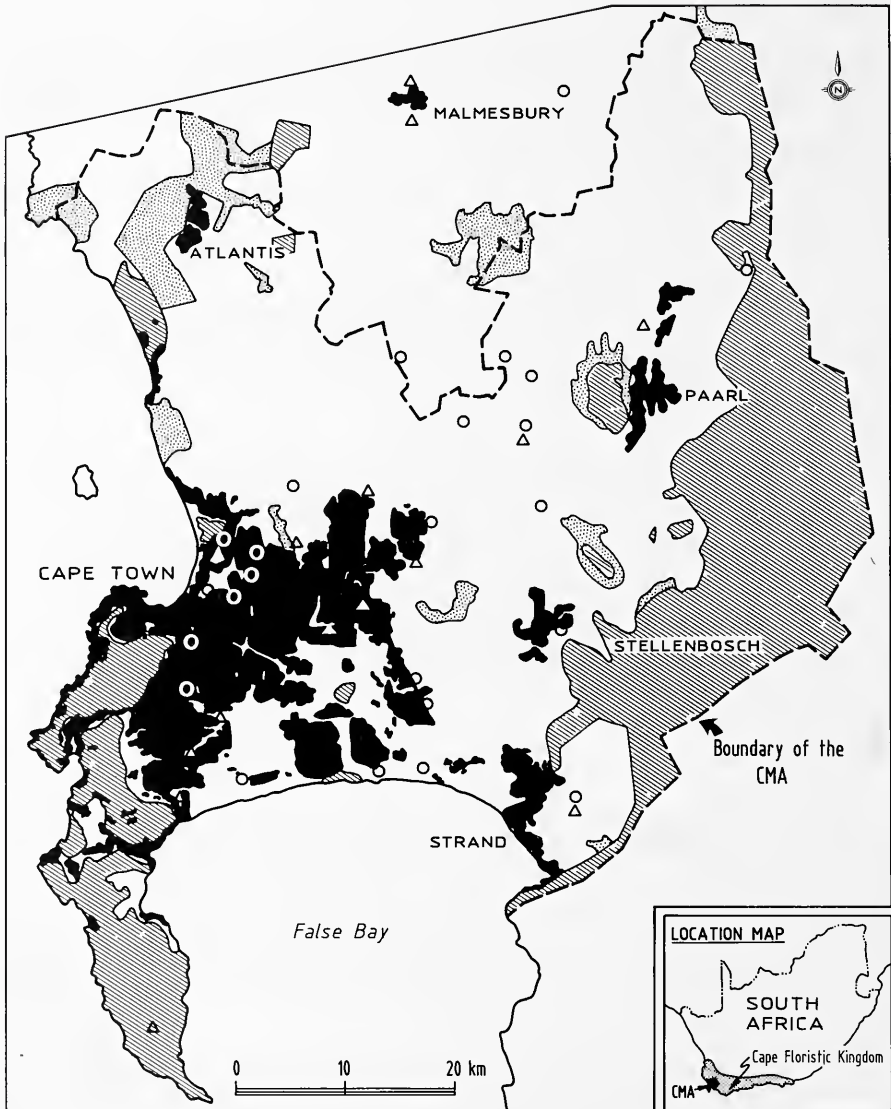 N
MALMESBURY
ATLANTIS
PAARL
CAPE TOWN
STELLENBOSCH
Boundary of the
CMA
STRAND
False Bay
0 10 20 km
LOCATION MAP
SOUTH
AFRICA
Cape Floristic Kingdom
CMA